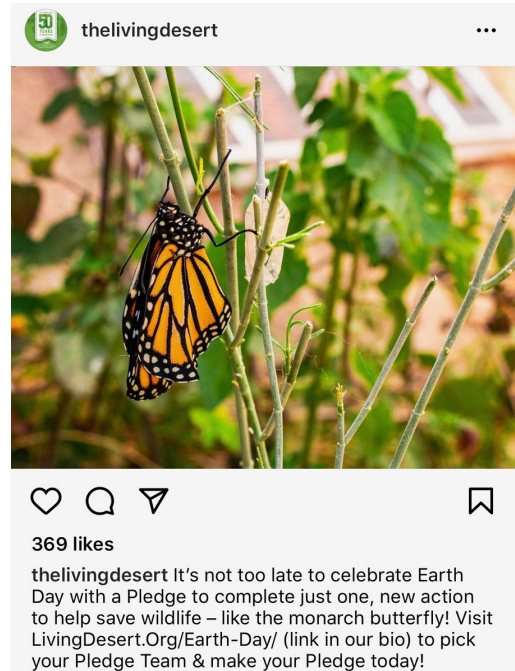 50
YEARS
thelivingdesert
369 likes
thelivingdesert It’s not too late to celebrate Earth
Day with a Pledge to complete just one, new action
to help save wildlife – like the monarch butterfly! Visit
LivingDesert.Org/Earth-Day/ (link in our bio) to pick
your Pledge Team & make your Pledge today!